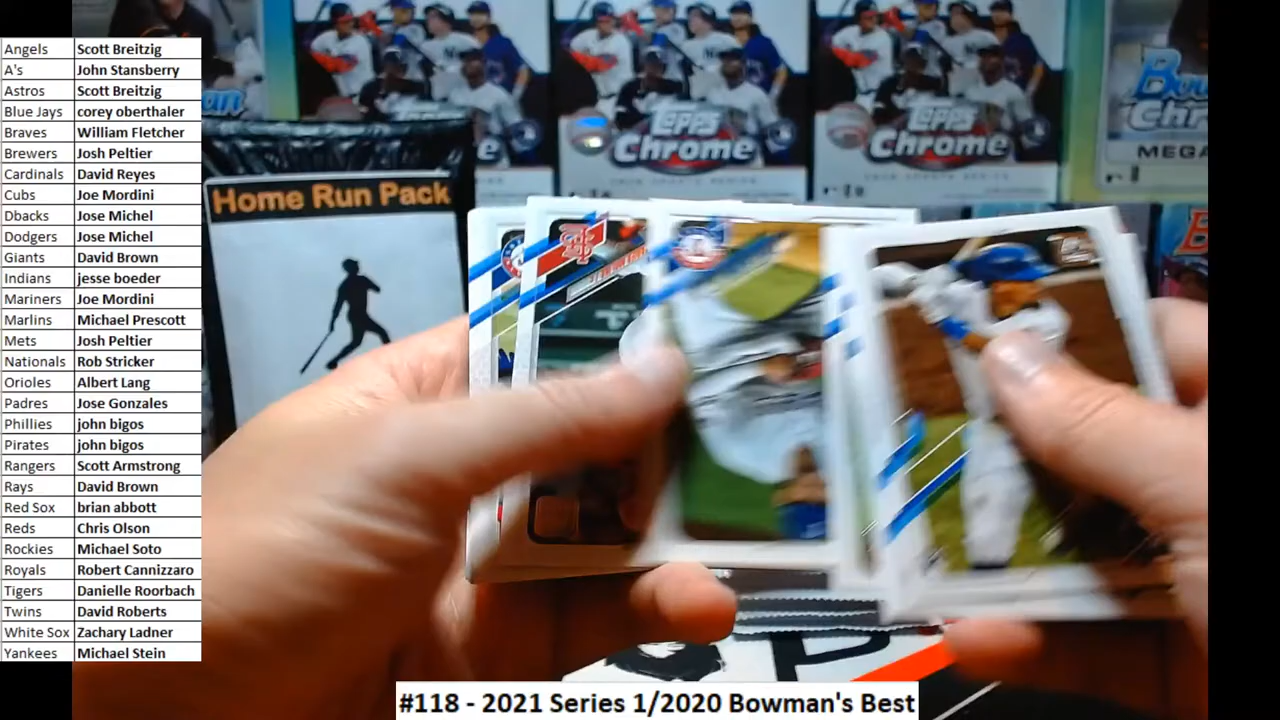 Angels Scott Breitzig
A's John Stansberry
Astros Scott Breitzig
Blue Jays corey oberthaler
Braves William Fletcher
Brewers Josh Peltier
Cardinals David Reyes
Cubs Joe Mordini
Dbacks Jose Michel
Dodgers Jose Michel
Giants David Brown
Indians jesse boeder
Mariners Joe Mordini
Marlins Michael Prescott
Mets Josh Peltier
Nationals Rob Stricker
Orioles Albert Lang
Padres Jose Gonzales
Phillies john bigos
Pirates john bigos
Rangers Scott Armstrong
Rays David Brown
Red Sox brian abbott
Reds Chris Olson
Rockies Michael Soto
Royals Robert Cannizzaro
Tigers Danielle Roorbach
Twins David Roberts
White Sox Zachary Ladner
Yankees Michael Stein
Home Run Pack
Topps
Chrome
Topps
Chrome
MEGA
#118 - 2021 Series 1/2020 Bowman's Best